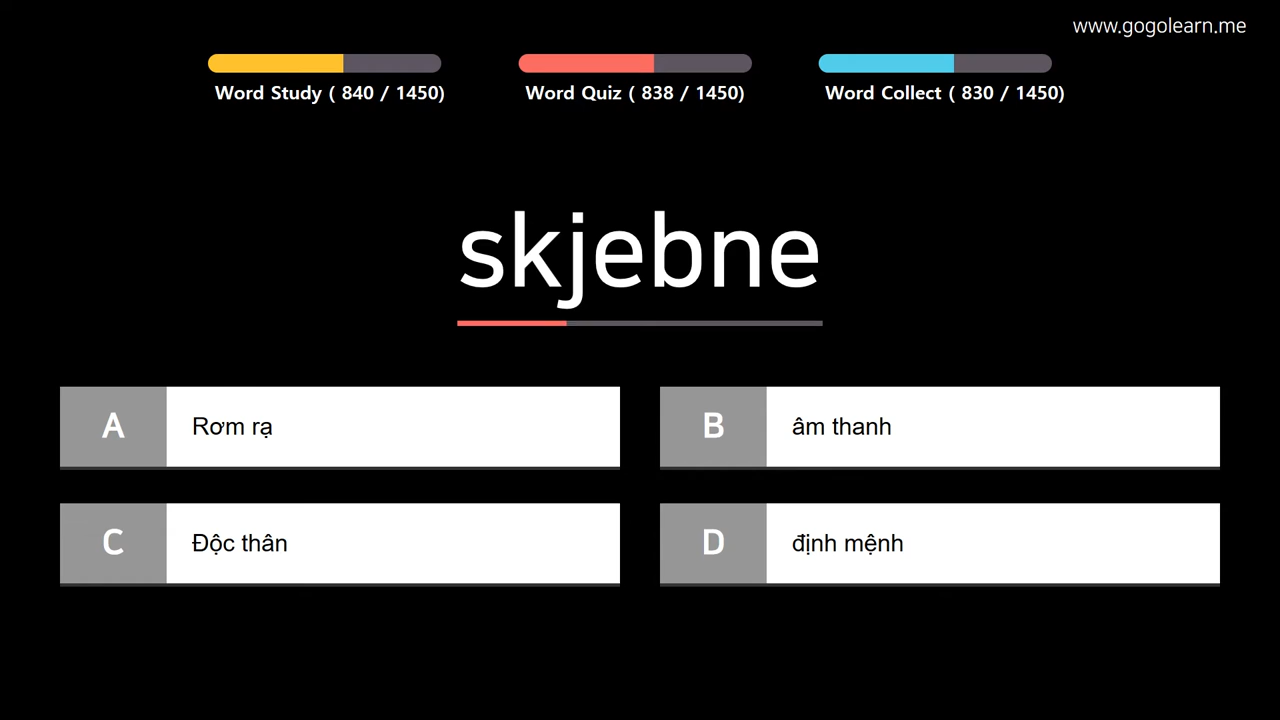 www.gogolearn.me
Word Study ( 840 / 1450)
Word Quiz ( 838 / 1450)
Word Collect ( 830 / 1450)
skjebne
A Rơm rạ
B âm thanh
C Độc thân
D định mệnh